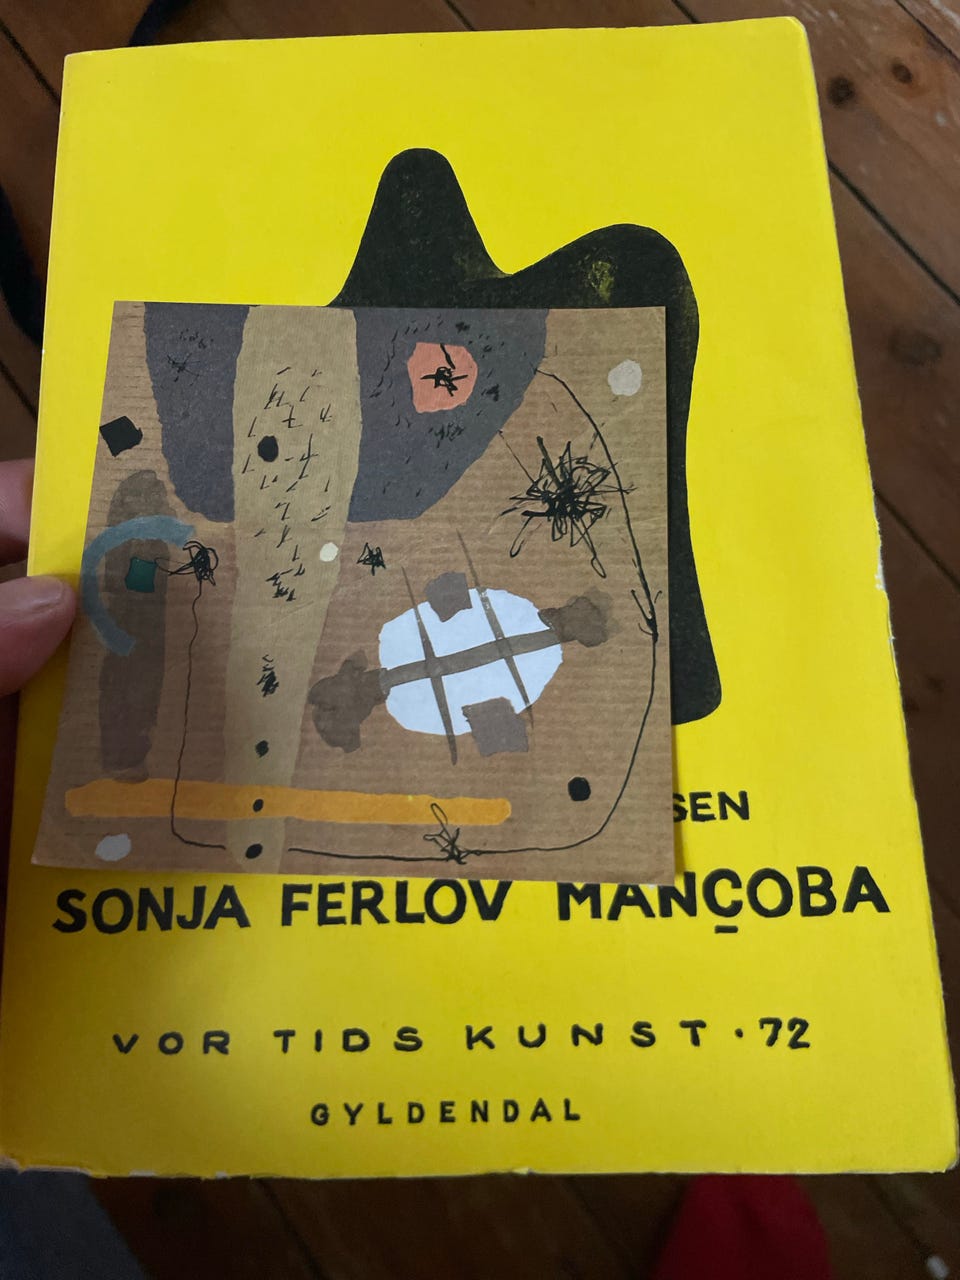 SEN
SONJA FERLOV MANÇOBA
VOR TIDS KUNST · 72
GYLDENDAL